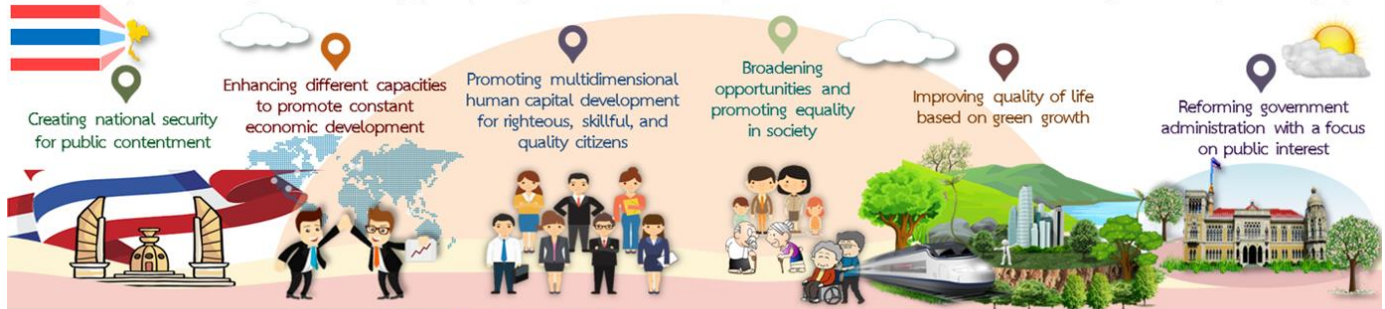 Creating national security
for public contentment
Enhancing different capacities
to promote constant
economic development
Promoting multidimensional
human capital development
for righteous, skillful, and
quality citizens
Broadening
opportunities and
promoting equality
in society
Improving quality of life
based on green growth
Reforming government
administration with a focus
on public interest